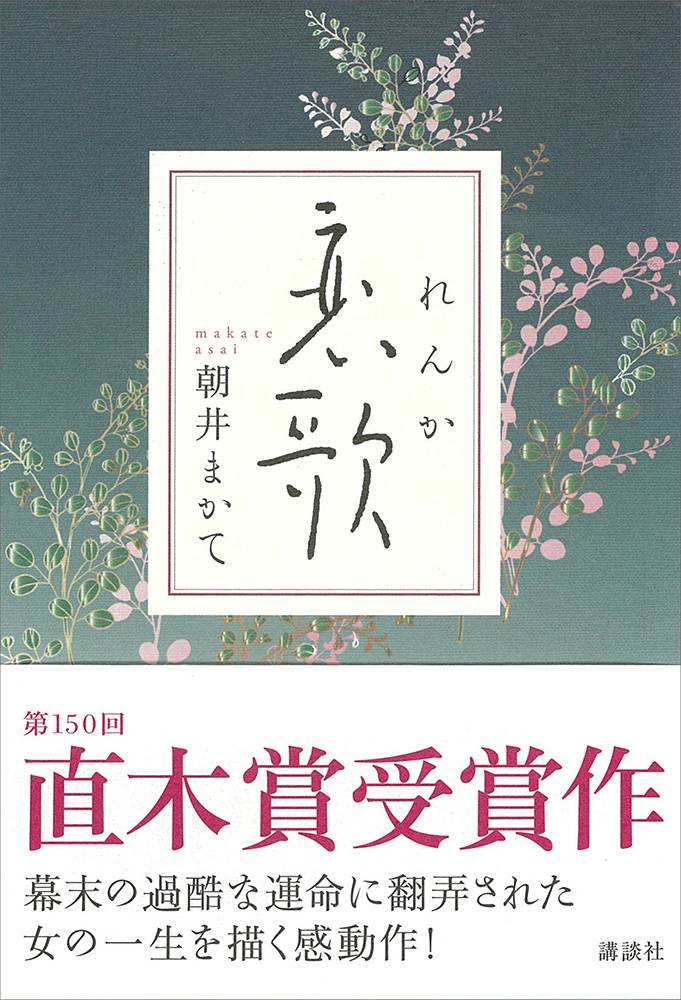 れんか
恋歌
makate
asai
朝井まかて
第150回
直木賞受賞作
幕末の過酷な運命に翻弄された
女の一生を描く感動作!
講談社